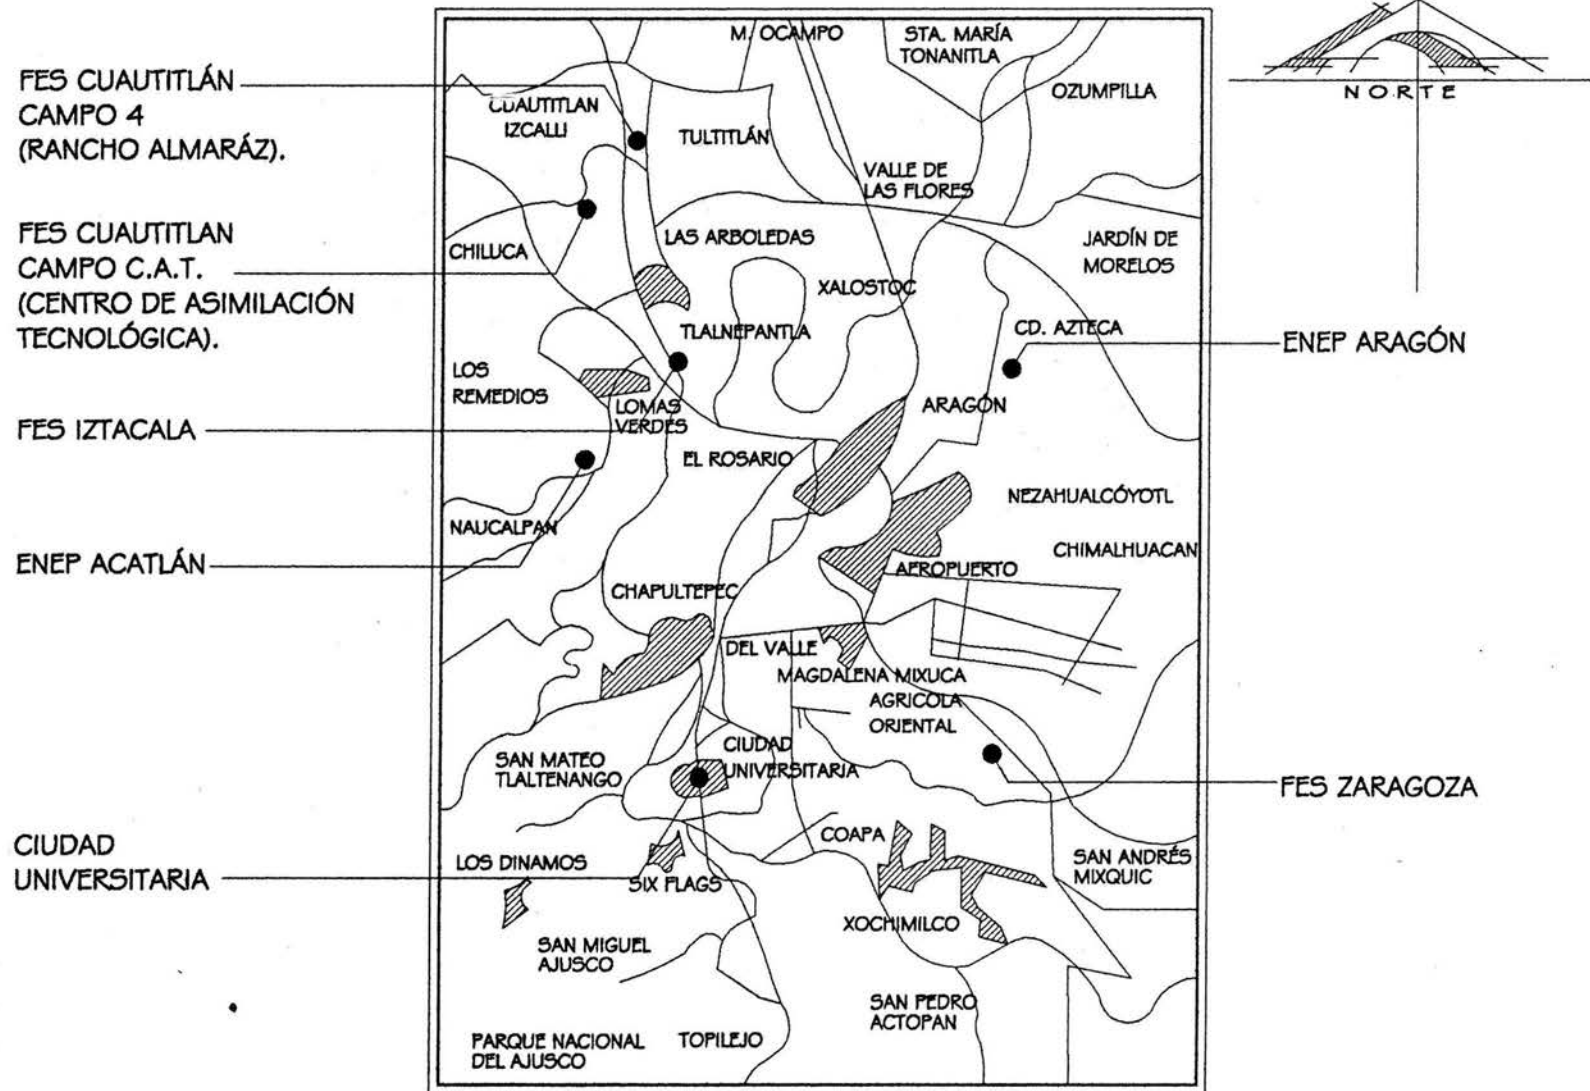 FES CUAUTITLÁN
CAMPO 4
(RANCHO ALMARÁZ).
FES CUAUTITLAN
CAMPO C.A.T.
(CENTRO DE ASIMILACIÓN
TECNOLÓGICA).
FES IZTACALA
ENEP ACATLÁN
CIUDAD
UNIVERSITARIA
M. OCAMPO
STA. MARÍA
TONANITLA
OZUMPILLA
CUAUTITLAN
IZCALLI
TULTITLÁN
VALLE DE
LAS FLORES
CHILUCA
LAS ARBOLEDAS
JARDÍN DE
MORELOS
XALOSTOC
TLALNEPANTLA
CD. AZTECA
LOS
REMEDIOS
LOMAS
VERDES
ARAGÓN
EL ROSARIO
NEZAHUALCÓYOTL
NAUCALPAN
CHIMALHUACAN
AEROPUERTO
CHAPULTEPEC
DEL VALLE
MAGDALENA MIXUCA
AGRICOLA
ORIENTAL
SAN MATEO
TLALTENANGO
CIUDAD
UNIVERSITARIA
COAPA
LOS DINAMOS
SIX FLAGS
SAN ANDRÉS
MIXQUIC
XOCHIMILCO
SAN MIGUEL
AJUSCO
SAN PEDRO
ACTOPAN
PARQUE NACIONAL
DEL AJUSCO
TOPILEJO
NORTE
ENEP ARAGÓN
FES ZARAGOZA